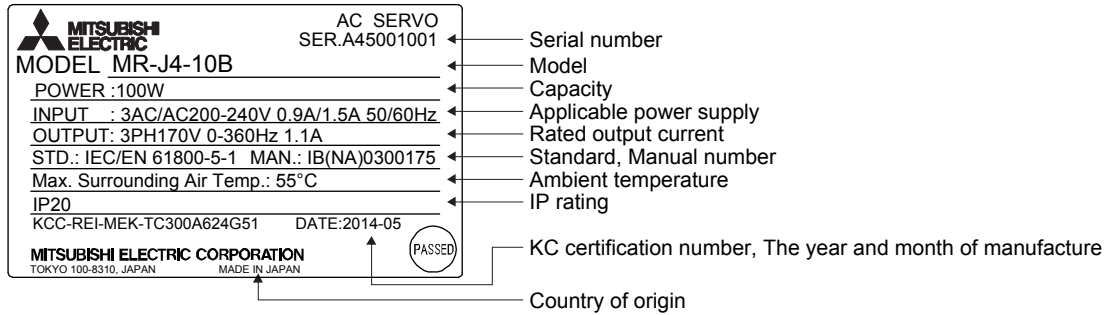 MITSUBISHI
ELECTRIC
AC SERVO
SER.A45001001
Serial number
MODEL MR-J4-10B
Model
POWER :100W
Capacity
INPUT : 3AC/AC200-240V 0.9A/1.5A 50/60Hz
Applicable power supply
OUTPUT: 3PH170V 0-360Hz 1.1A
Rated output current
STD.: IEC/EN 61800-5-1 MAN.: IB(NA)0300175
Standard, Manual number
Max. Surrounding Air Temp.: 55°C
Ambient temperature
IP20
IP rating
KCC-REI-MEK-TC300A624G51 DATE:2014-05
KC certification number, The year and month of manufacture
PASSED
MITSUBISHI ELECTRIC CORPORATION
TOKYO 100-8310, JAPAN MADE IN JAPAN
Country of origin